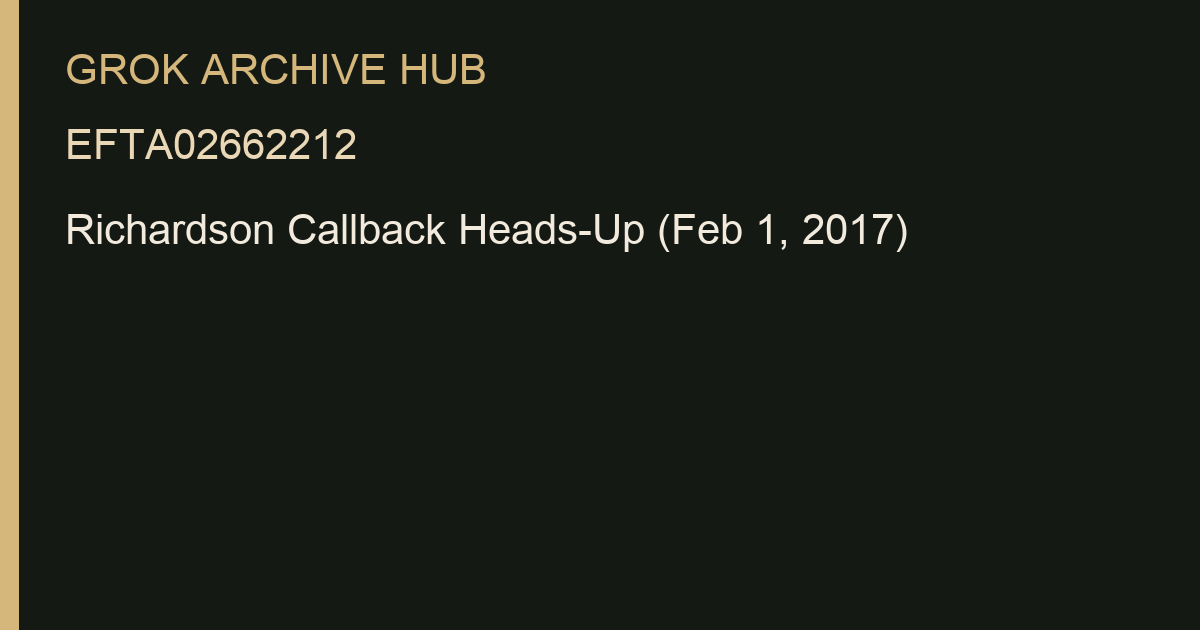 GROK ARCHIVE HUB
EFTA02662212
Richardson Callback Heads-Up (Feb 1, 2017)